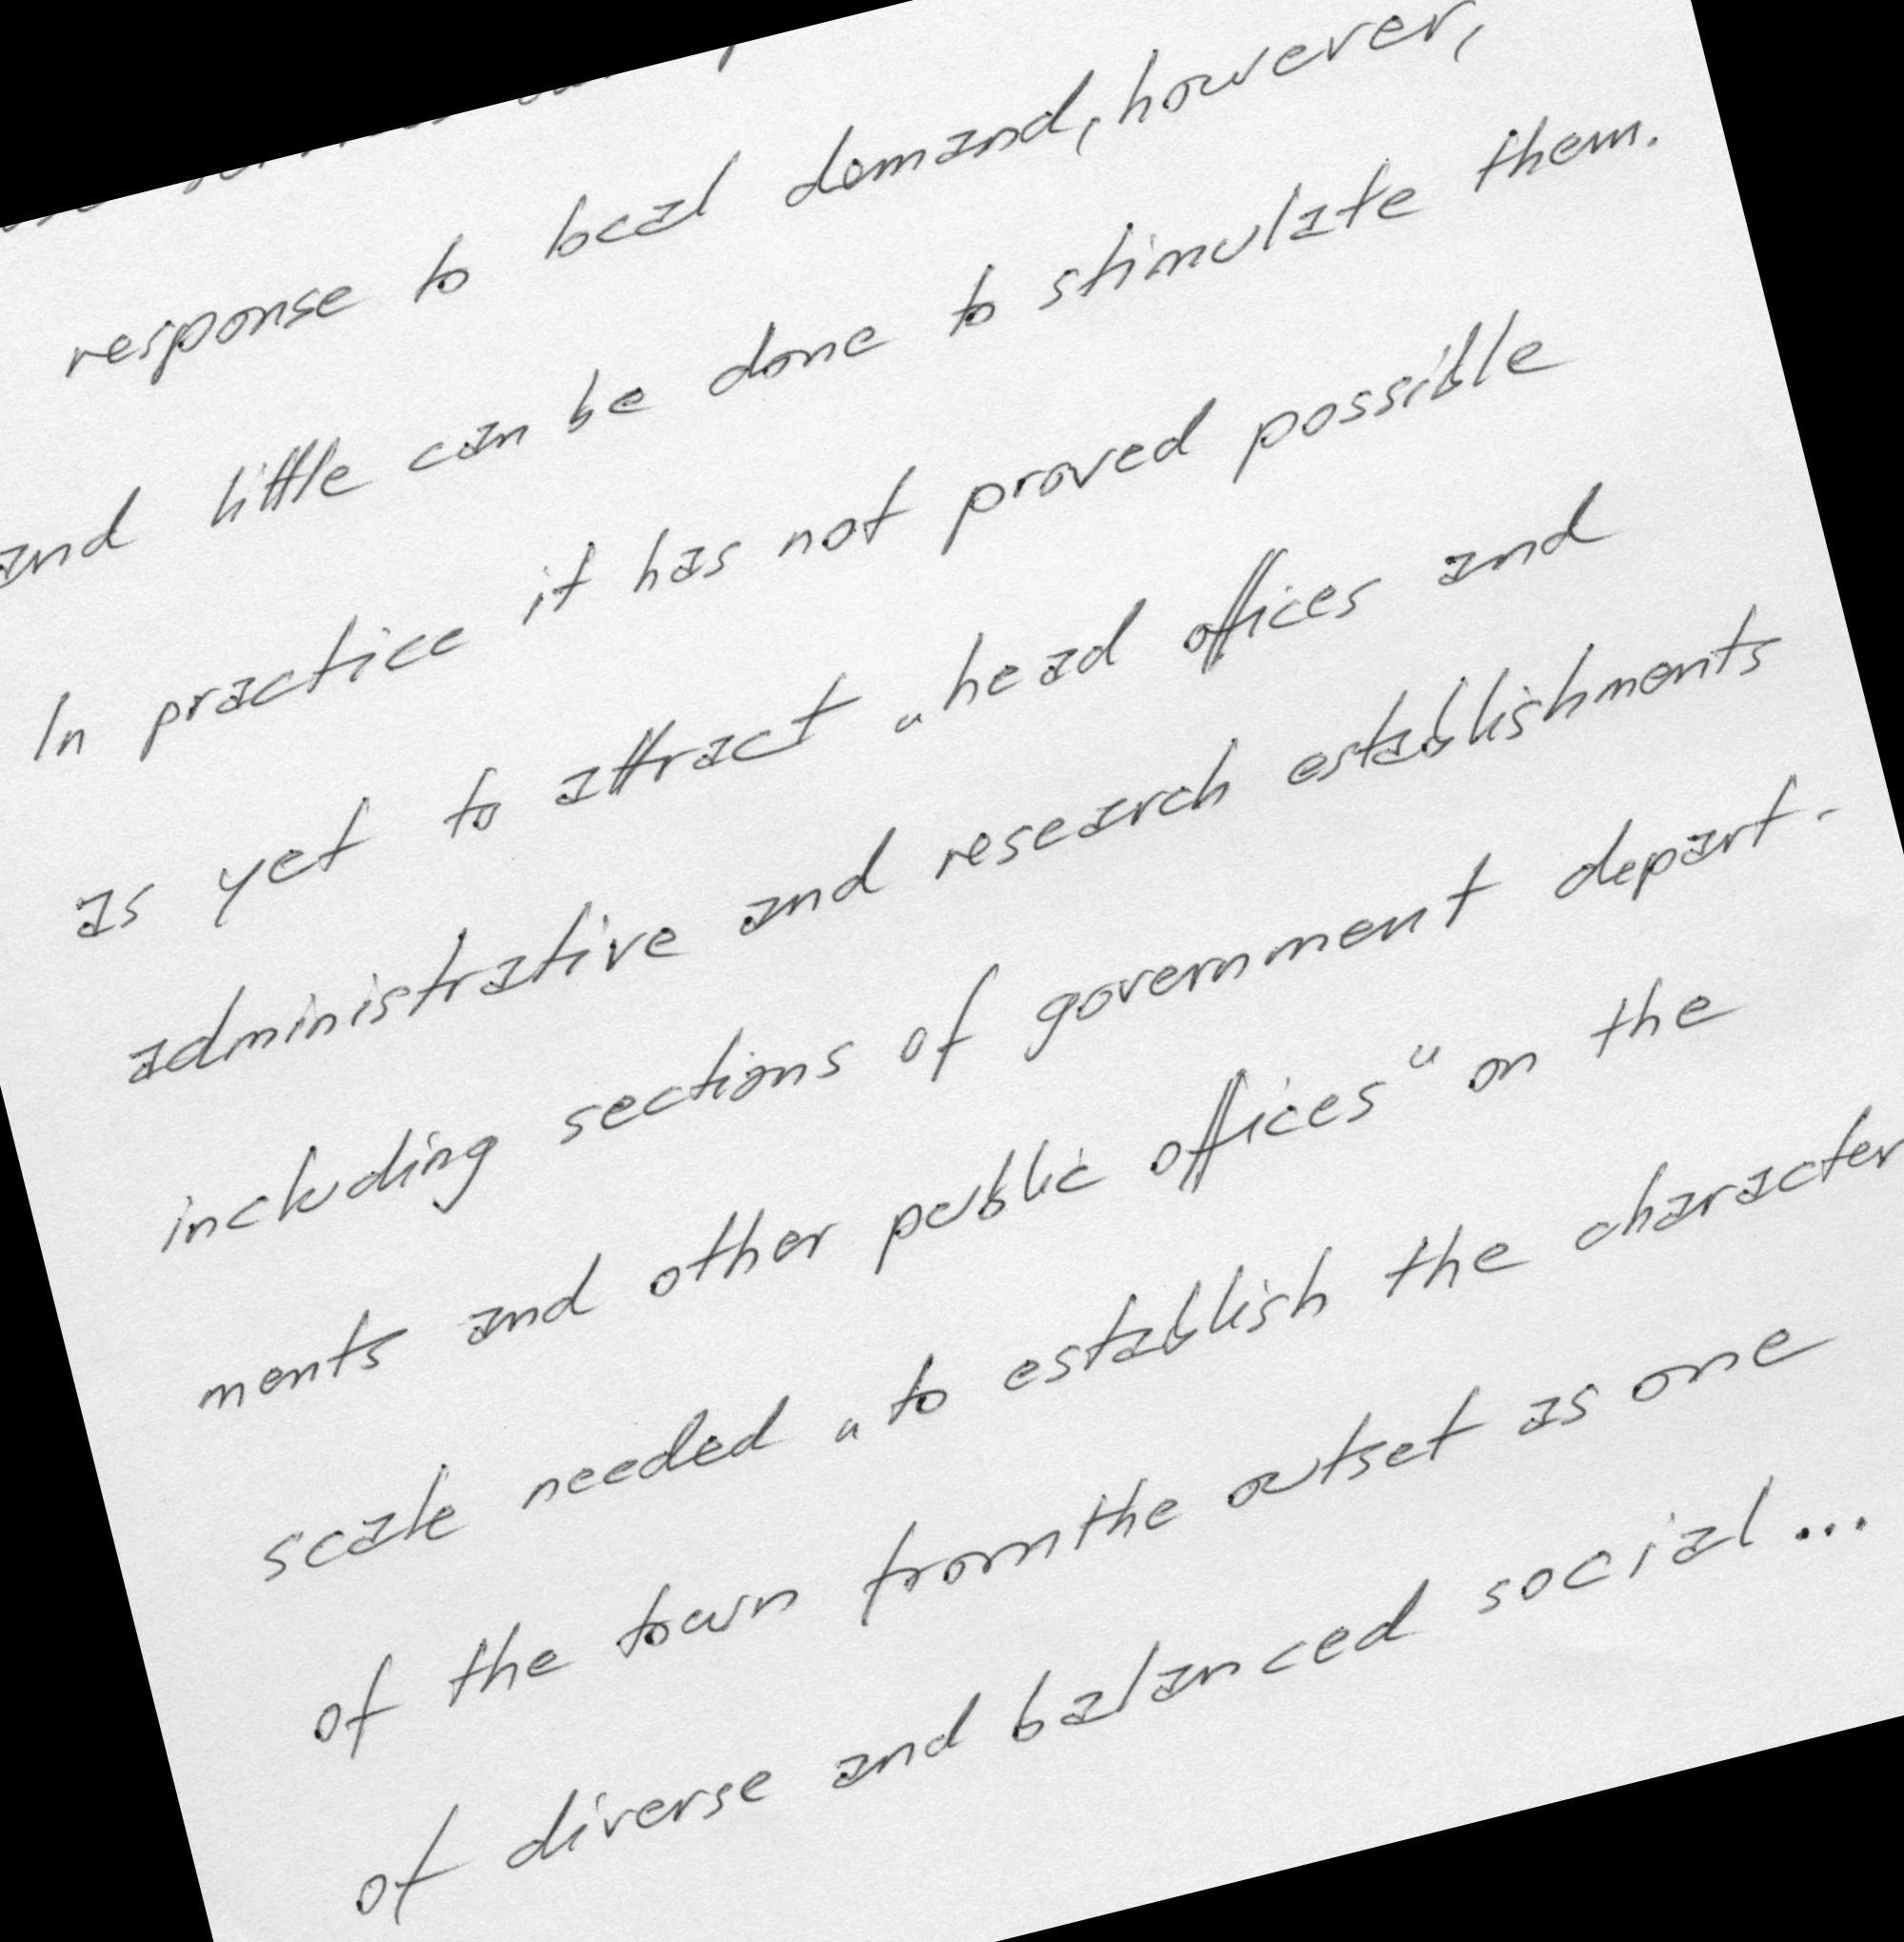 response to local demand, however,
and little can be done to stimulate them.
In practice it has not proved possible
as yet to attract „head offices and
administrative and research establishments
including sections of government depart-
ments and other public offices“ on the
scale needed „to establish the character
of the town from the outset as one
of diverse and balanced social ...